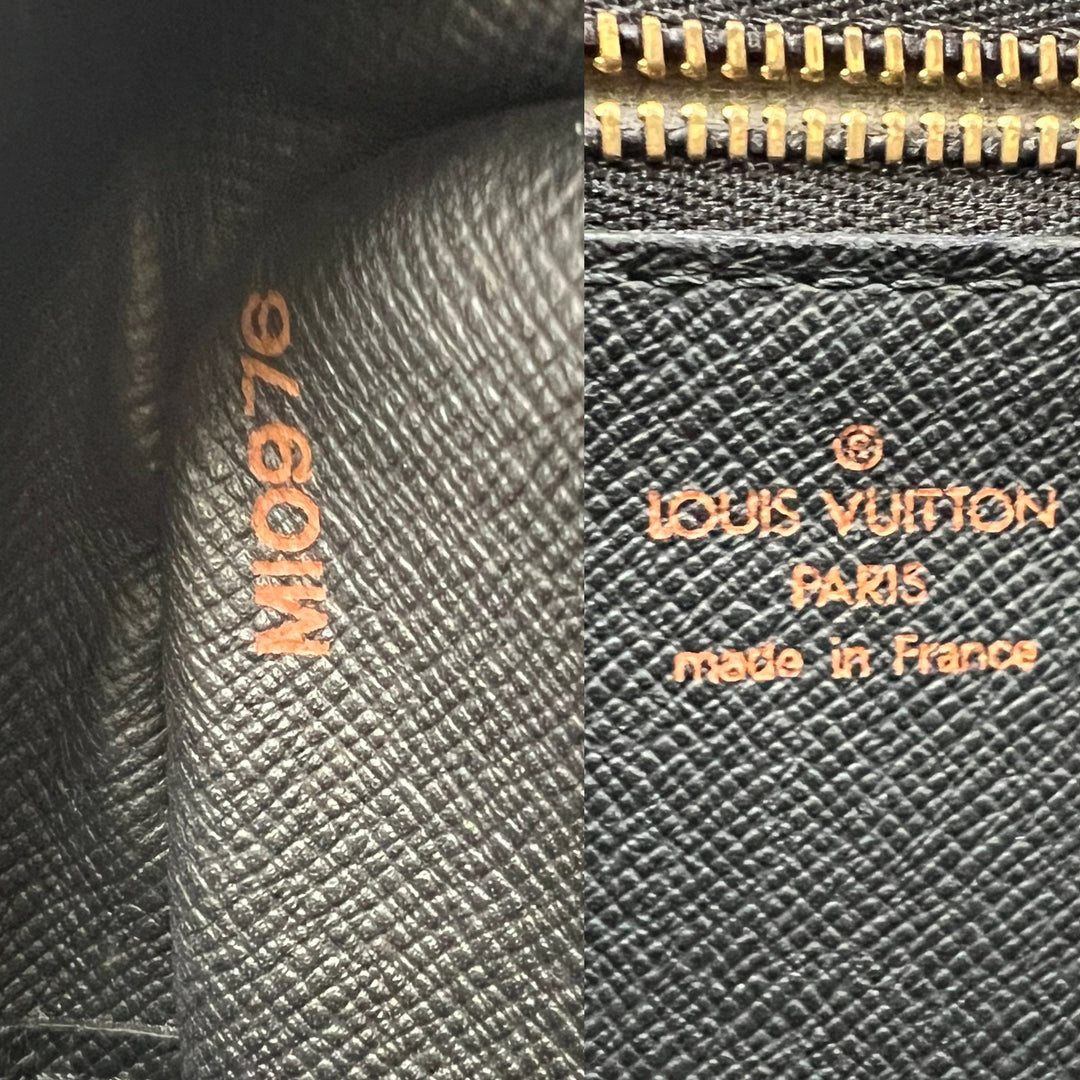 MI0976
®
LOUIS VUITTON
PARIS
made in France